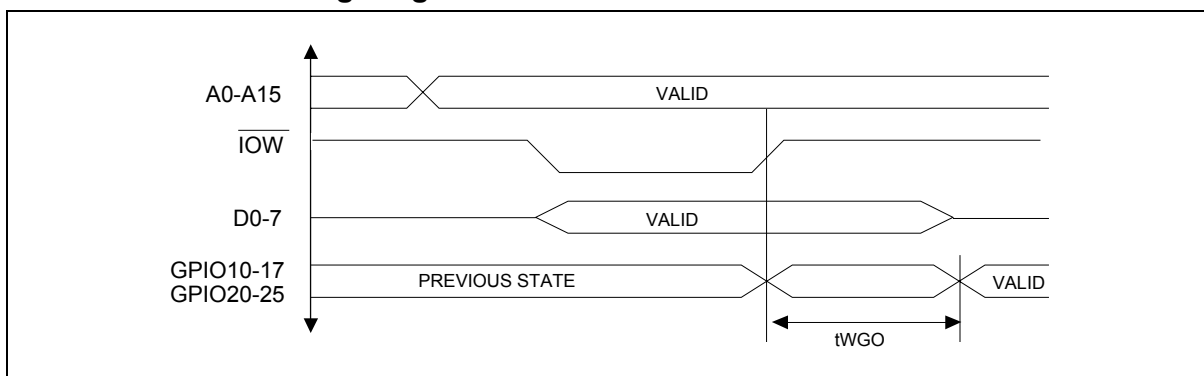 A0-A15
VALID
IOW
D0-7
VALID
GPIO10-17
GPIO20-25
PREVIOUS STATE
VALID
tWGO